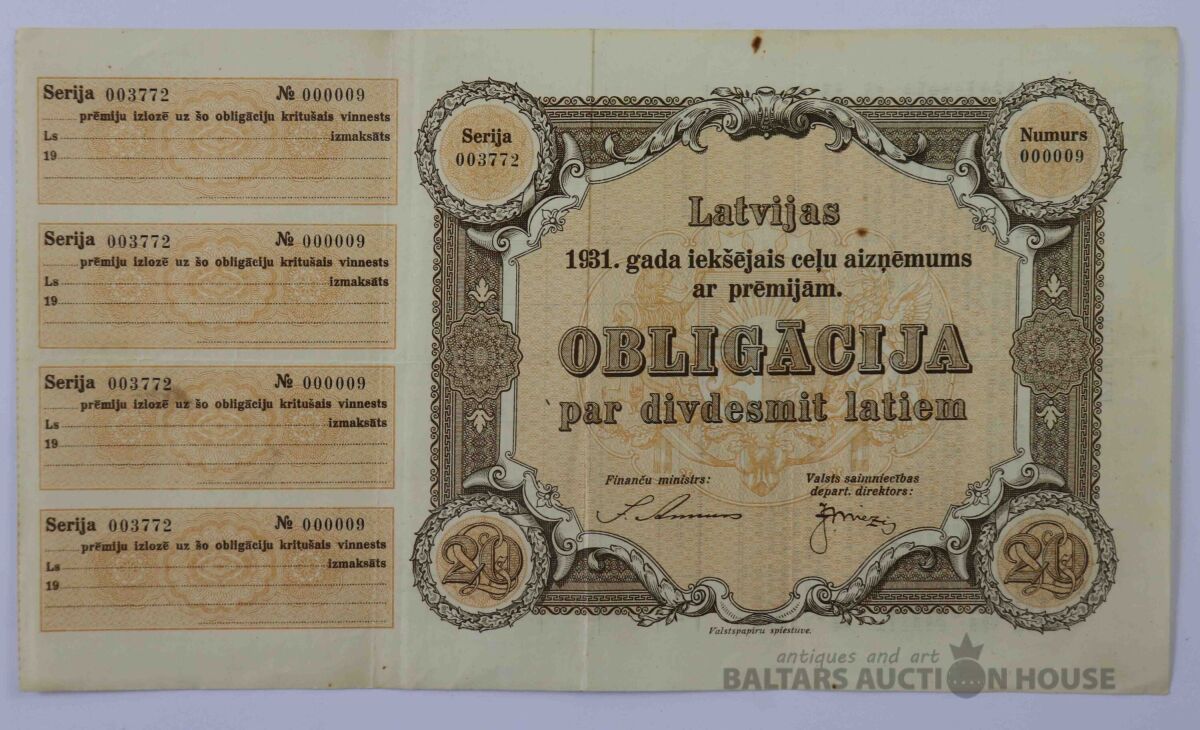 Serija 003772 № 000009
prēmiju izlozē uz šo obligāciju kritušais vinnests
Ls izmaksāts
19
Serija 003772 № 000009
prēmiju izlozē uz šo obligāciju kritušais vinnests
Ls izmaksāts
19
Serija 003772 № 000009
prēmiju izlozē uz šo obligāciju kritušais vinnests
Ls izmaksāts
19
Serija 003772 № 000009
prēmiju izlozē uz šo obligāciju kritušais vinnests
Ls izmaksāts
19
Serija
003772
Numurs
000009
Latvijas
1931. gada iekšējais ceļu aizņēmums
ar prēmijām.
OBLIGĀCIJA
par divdesmit latiem
Finanču ministrs:
Valsts saimniecības
depart. direktors:
20
20
Valstspapiru spiestuve.
antiques and art
BALTARS AUCTION HOUSE